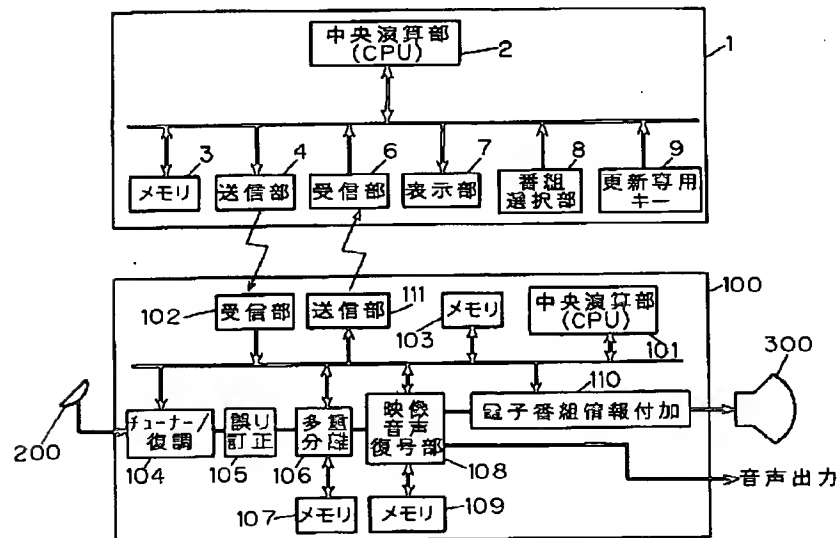 中央演算部
(CPU)
2
1
3
4
6
7
8
9
メモリ
送信部
受信部
表示部
番組
選択部
更新専用
キー
100
102
受信部
送信部
111
103
メモリ
中央演算部
(CPU)
101
300
110
200
チューナー/
復調
誤り
訂正
多重
分離
映像
音声
復号部
電子番組情報付加
104
105
106
108
音声出力
107
メモリ
メモリ
109